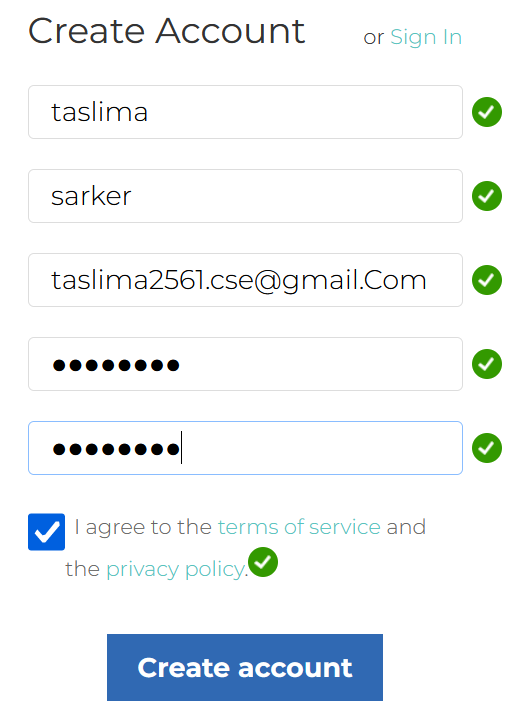 Create Account or Sign In
taslima
sarker
taslima2561.cse@gmail.Com
••••••••
••••••••
I agree to the terms of service and
the privacy policy.
Create account